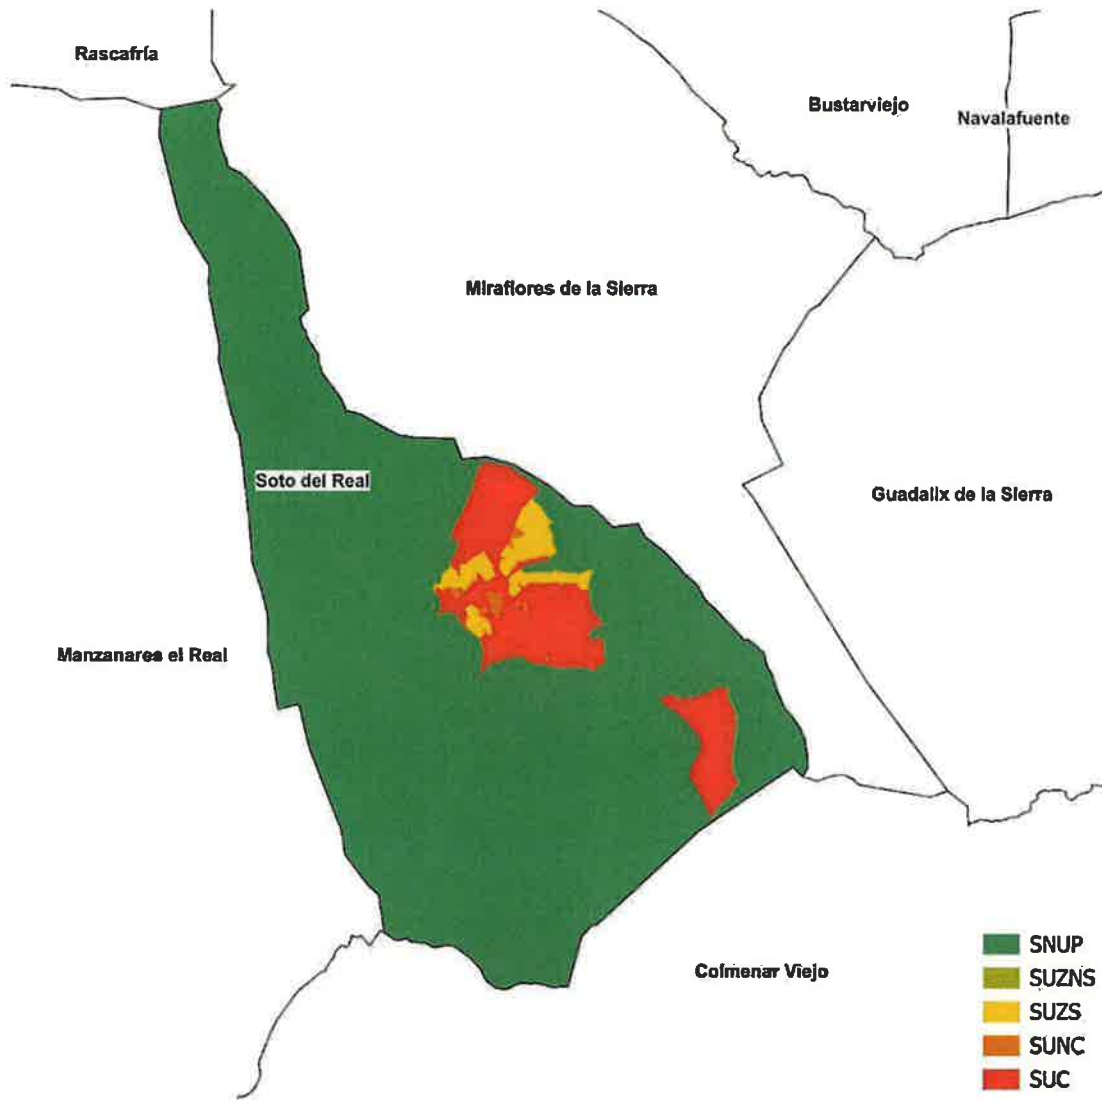 Rascafría
Bustarviejo
Navalafuente
Miraflores de la Sierra
Soto del Real
Guadalix de la Sierra
Manzanares el Real
Colmenar Viejo
SNUP
SUZNS
SUZS
SUNC
SUC